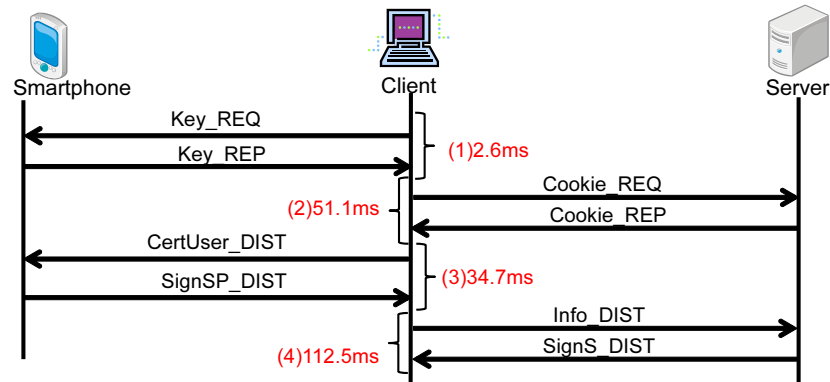 Smartphone
Client
Server
Key_REQ
(1)2.6ms
Key_REP
Cookie_REQ
(2)51.1ms
Cookie_REP
CertUser_DIST
(3)34.7ms
SignSP_DIST
Info_DIST
SignS_DIST
(4)112.5ms